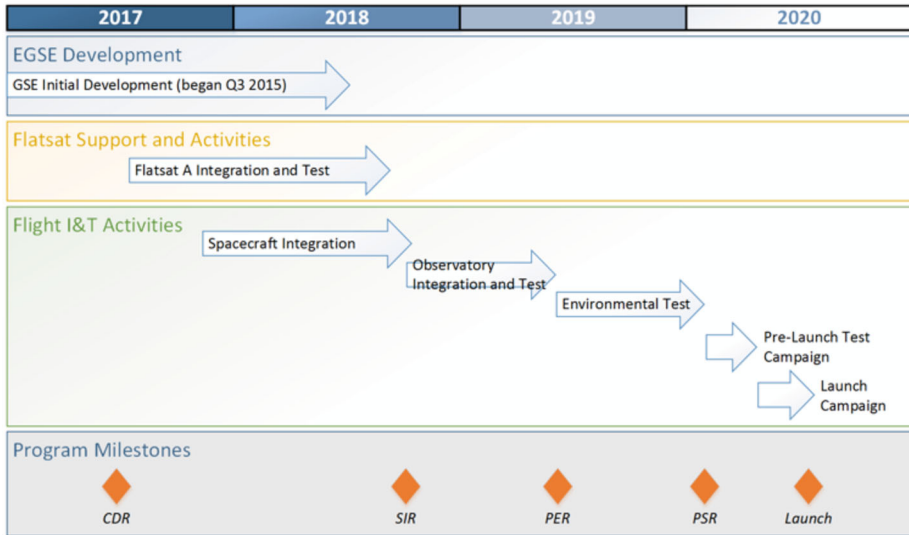 2017 2018 2019 2020
EGSE Development
GSE Initial Development (began Q3 2015)
Flatsat Support and Activities
Flatsat A Integration and Test
Flight I&T Activities
Spacecraft Integration
Observatory
Integration and Test
Environmental Test
Pre-Launch Test
Campaign
Launch
Campaign
Program Milestones
CDR SIR PER PSR Launch